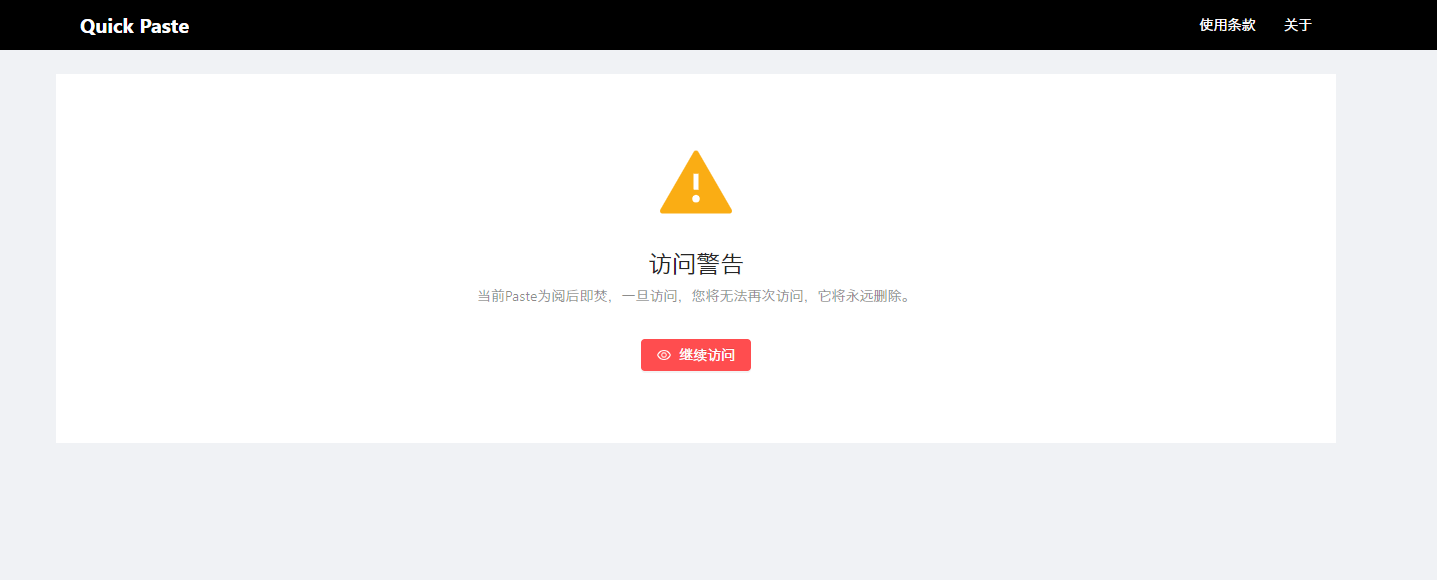 Quick Paste
使用条款
关于
访问警告
当前Paste为阅后即焚，一旦访问，您将无法再次访问，它将永远删除。
继续访问